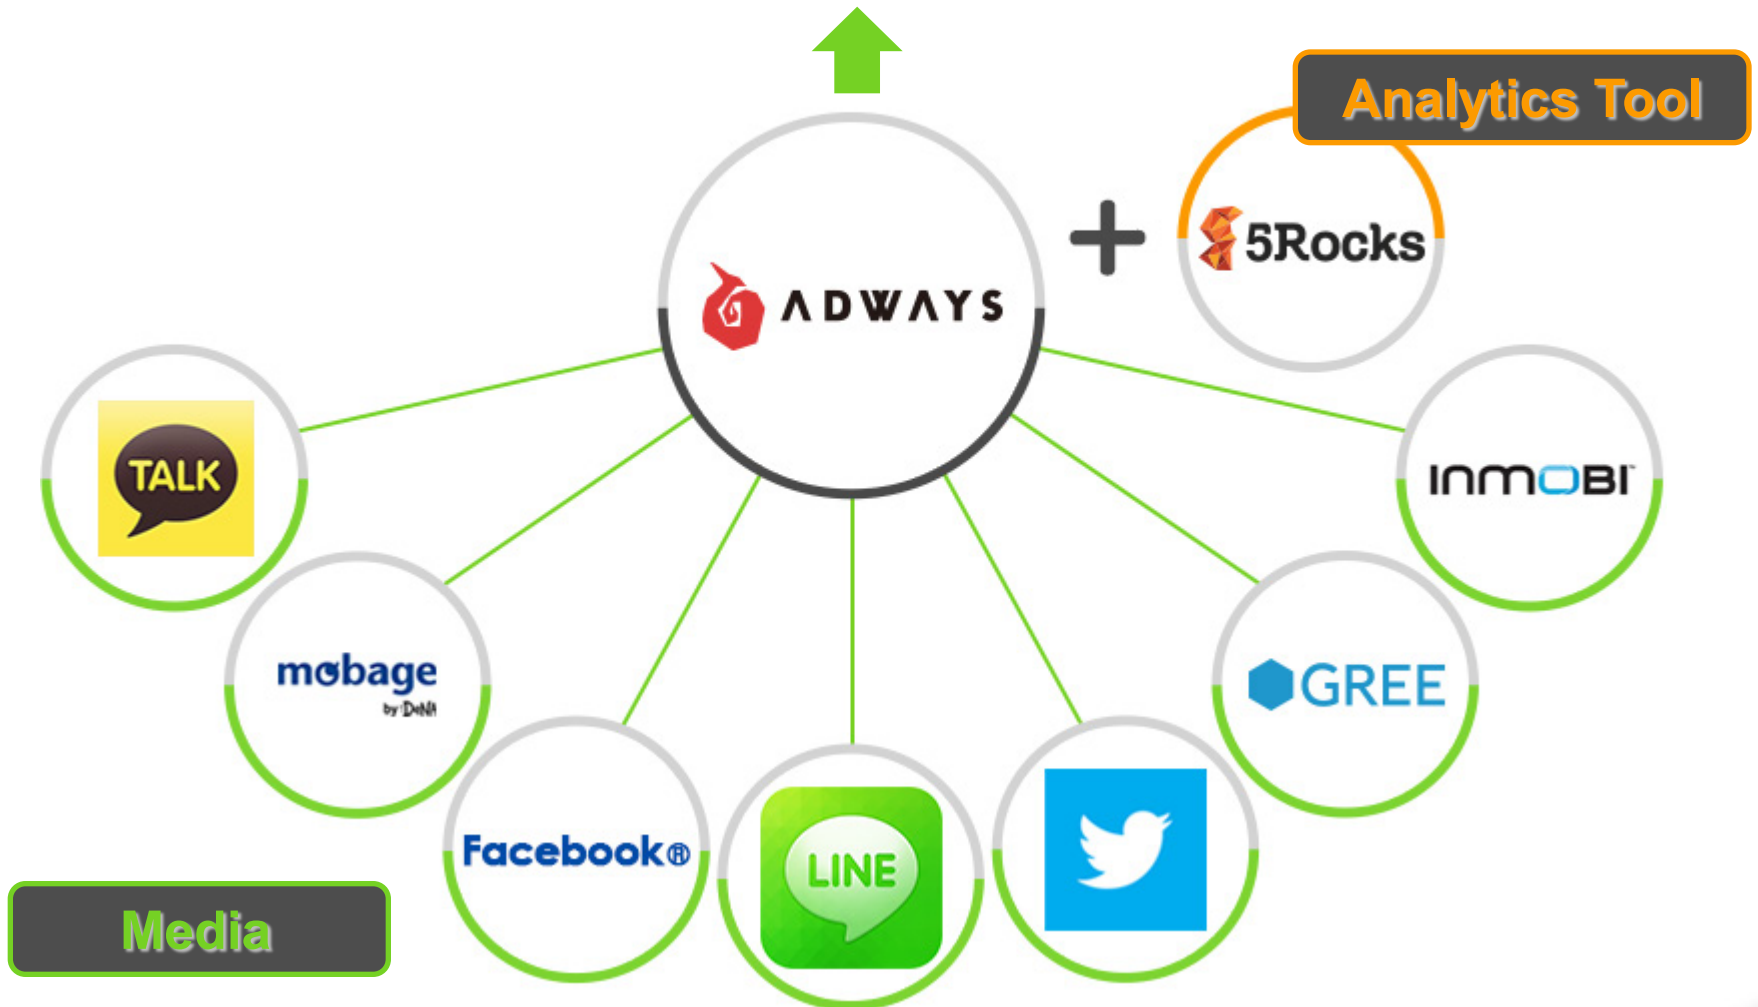 Analytics Tool
5Rocks
ADWAYS
TALK
INMOBI
mobage
by DeNA
GREE
Facebook®
LINE
Media